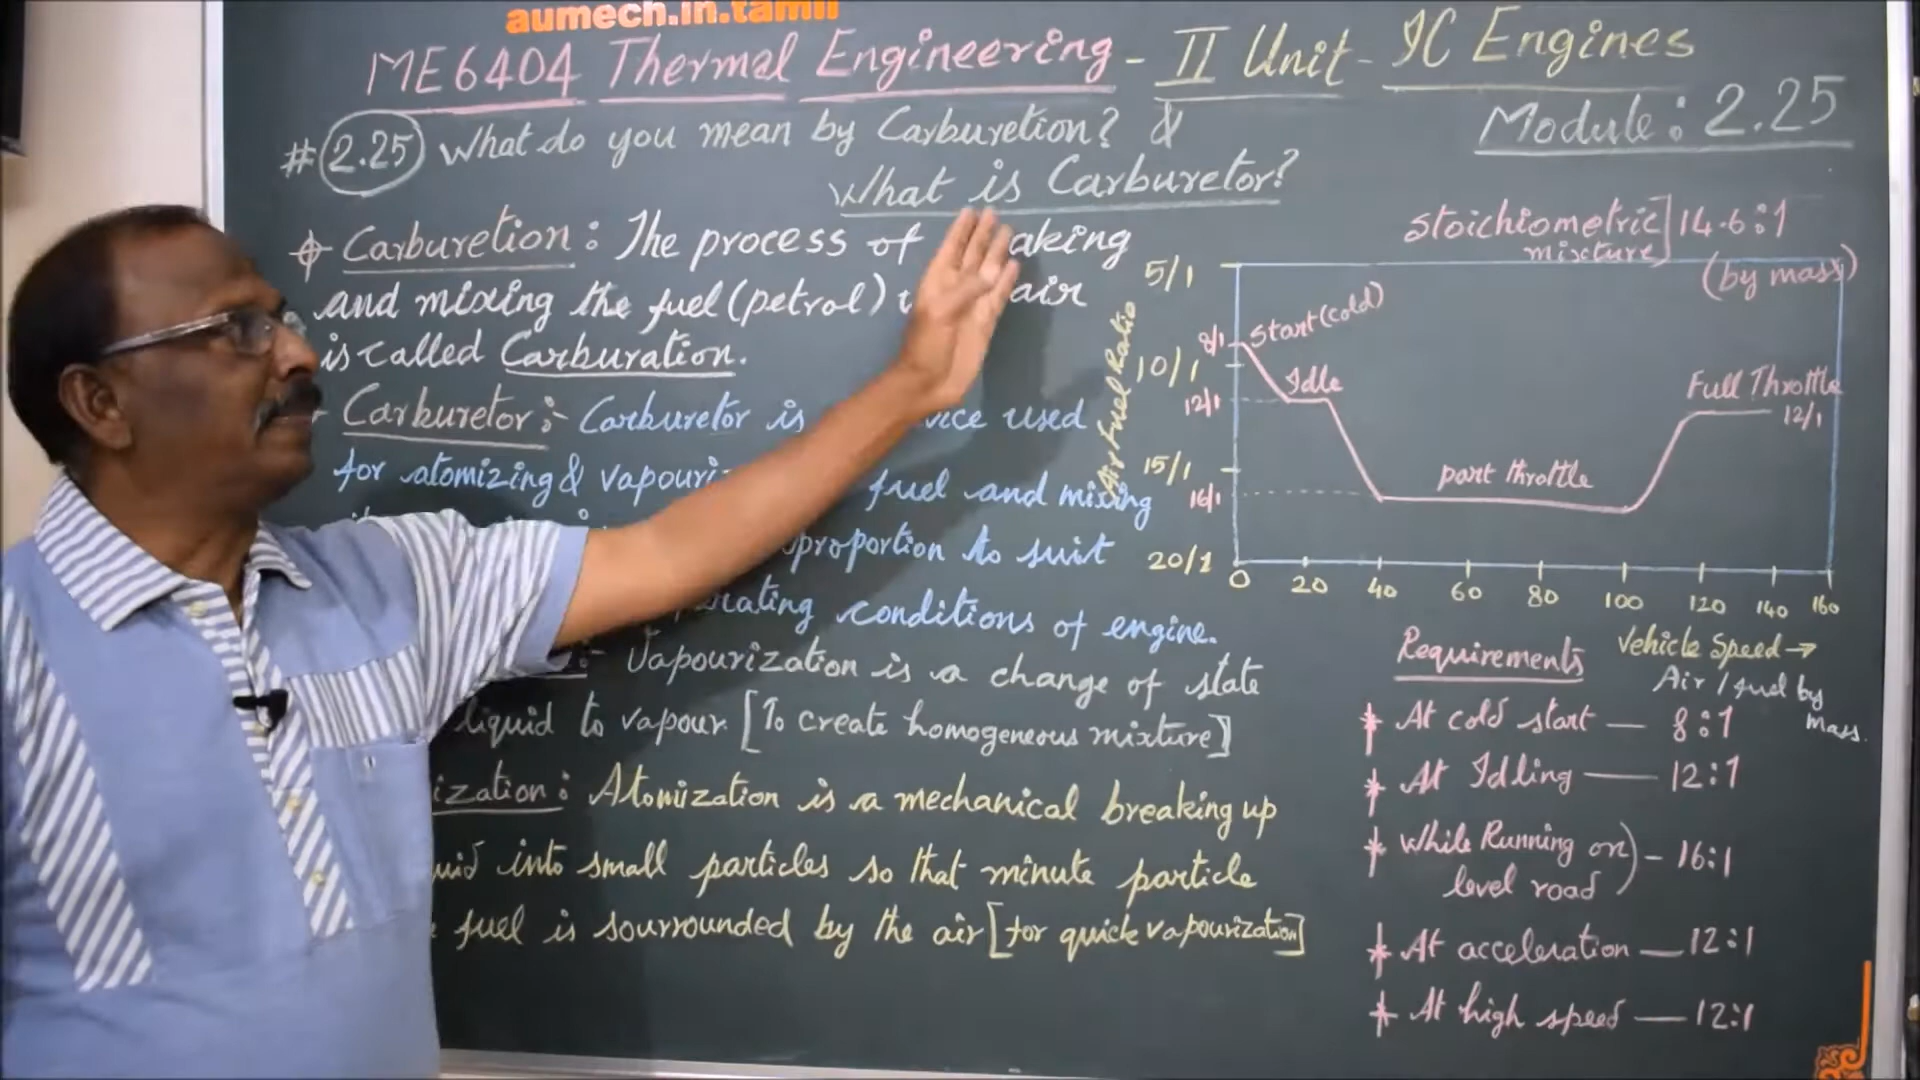 aumech.in.tamil
ME6404 Thermal Engineering - II Unit - IC Engines
Module: 2.25
# 2.25 What do you mean by Carburetion? &
What is Carburetor?
Carburetion: The process of
and mixing the fuel (petrol) air
is called Carburation.
Carburetor:- Carburetor is used
for atomizing & fuel and mixing
proportion to suit
conditions of engine.
:- Vapourization is a change of state
liquid to vapour [To create homogeneous mixture]
ization: Atomization is a mechanical breaking up
into small particles so that minute particle
fuel is sourrounded by the air [for quick vapourization]
Stoichiometric mixture] 14.6:1
(by mass)
Air Fuel Ratio
5/1
8/1
10/1
12/1
15/1
16/1
20/1
Start (cold)
Idle
part throttle
Full Throttle
12/1
0 20 40 60 80 100 120 140 160
Vehicle Speed →
Requirements
Air / fuel by mass.
* At cold start — 8:1
* At Idling — 12:1
* While Running on
level road) - 16:1
* At acceleration — 12:1
* At high speed — 12:1